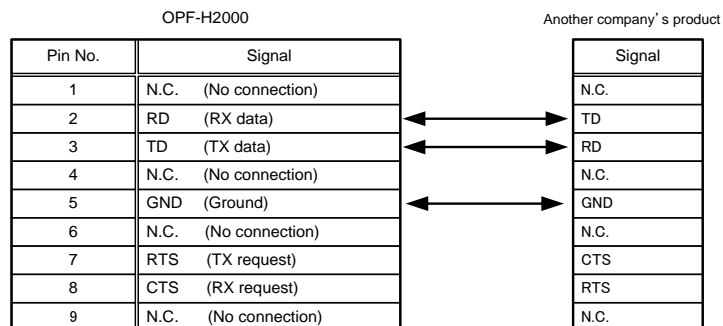 OPF-H2000 Another company's product
Pin No. Signal Signal
1 N.C. (No connection) N.C.
2 RD (RX data) TD
3 TD (TX data) RD
4 N.C. (No connection) N.C.
5 GND (Ground) GND
6 N.C. (No connection) N.C.
7 RTS (TX request) CTS
8 CTS (RX request) RTS
9 N.C. (No connection) N.C.